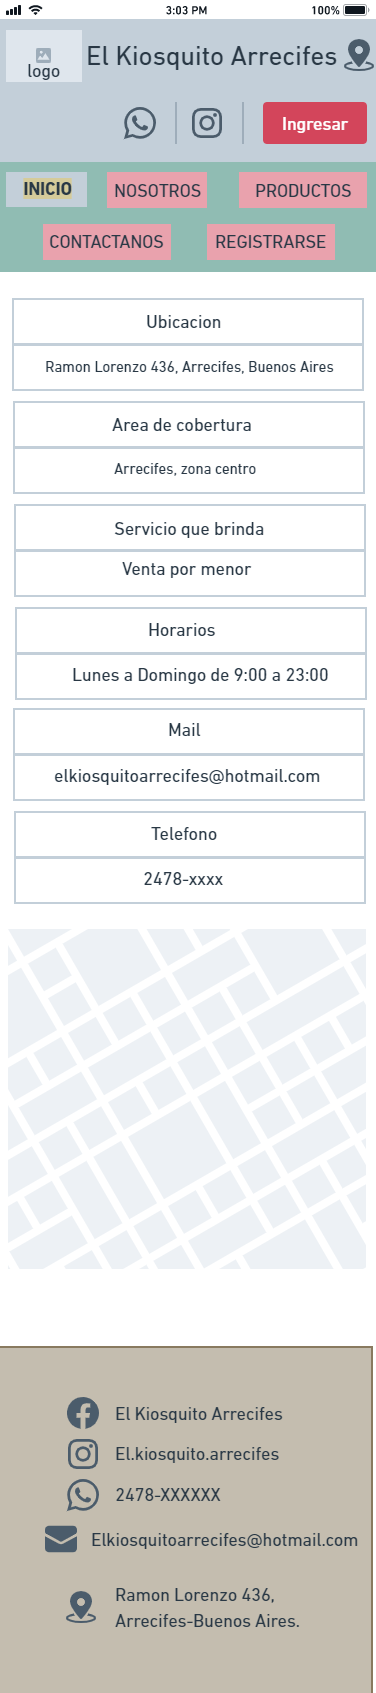 3:03 PM
100%
logo
El Kiosquito Arrecifes
Ingresar
INICIO
NOSOTROS
PRODUCTOS
CONTACTANOS
REGISTRARSE
Ubicacion
Ramon Lorenzo 436, Arrecifes, Buenos Aires
Area de cobertura
Arrecifes, zona centro
Servicio que brinda
Venta por menor
Horarios
Lunes a Domingo de 9:00 a 23:00
Mail
elkiosquitoarrecifes@hotmail.com
Telefono
2478-xxxx
El Kiosquito Arrecifes
El.kiosquito.arrecifes
2478-XXXXXX
Elkiosquitoarrecifes@hotmail.com
Ramon Lorenzo 436,
Arrecifes-Buenos Aires.